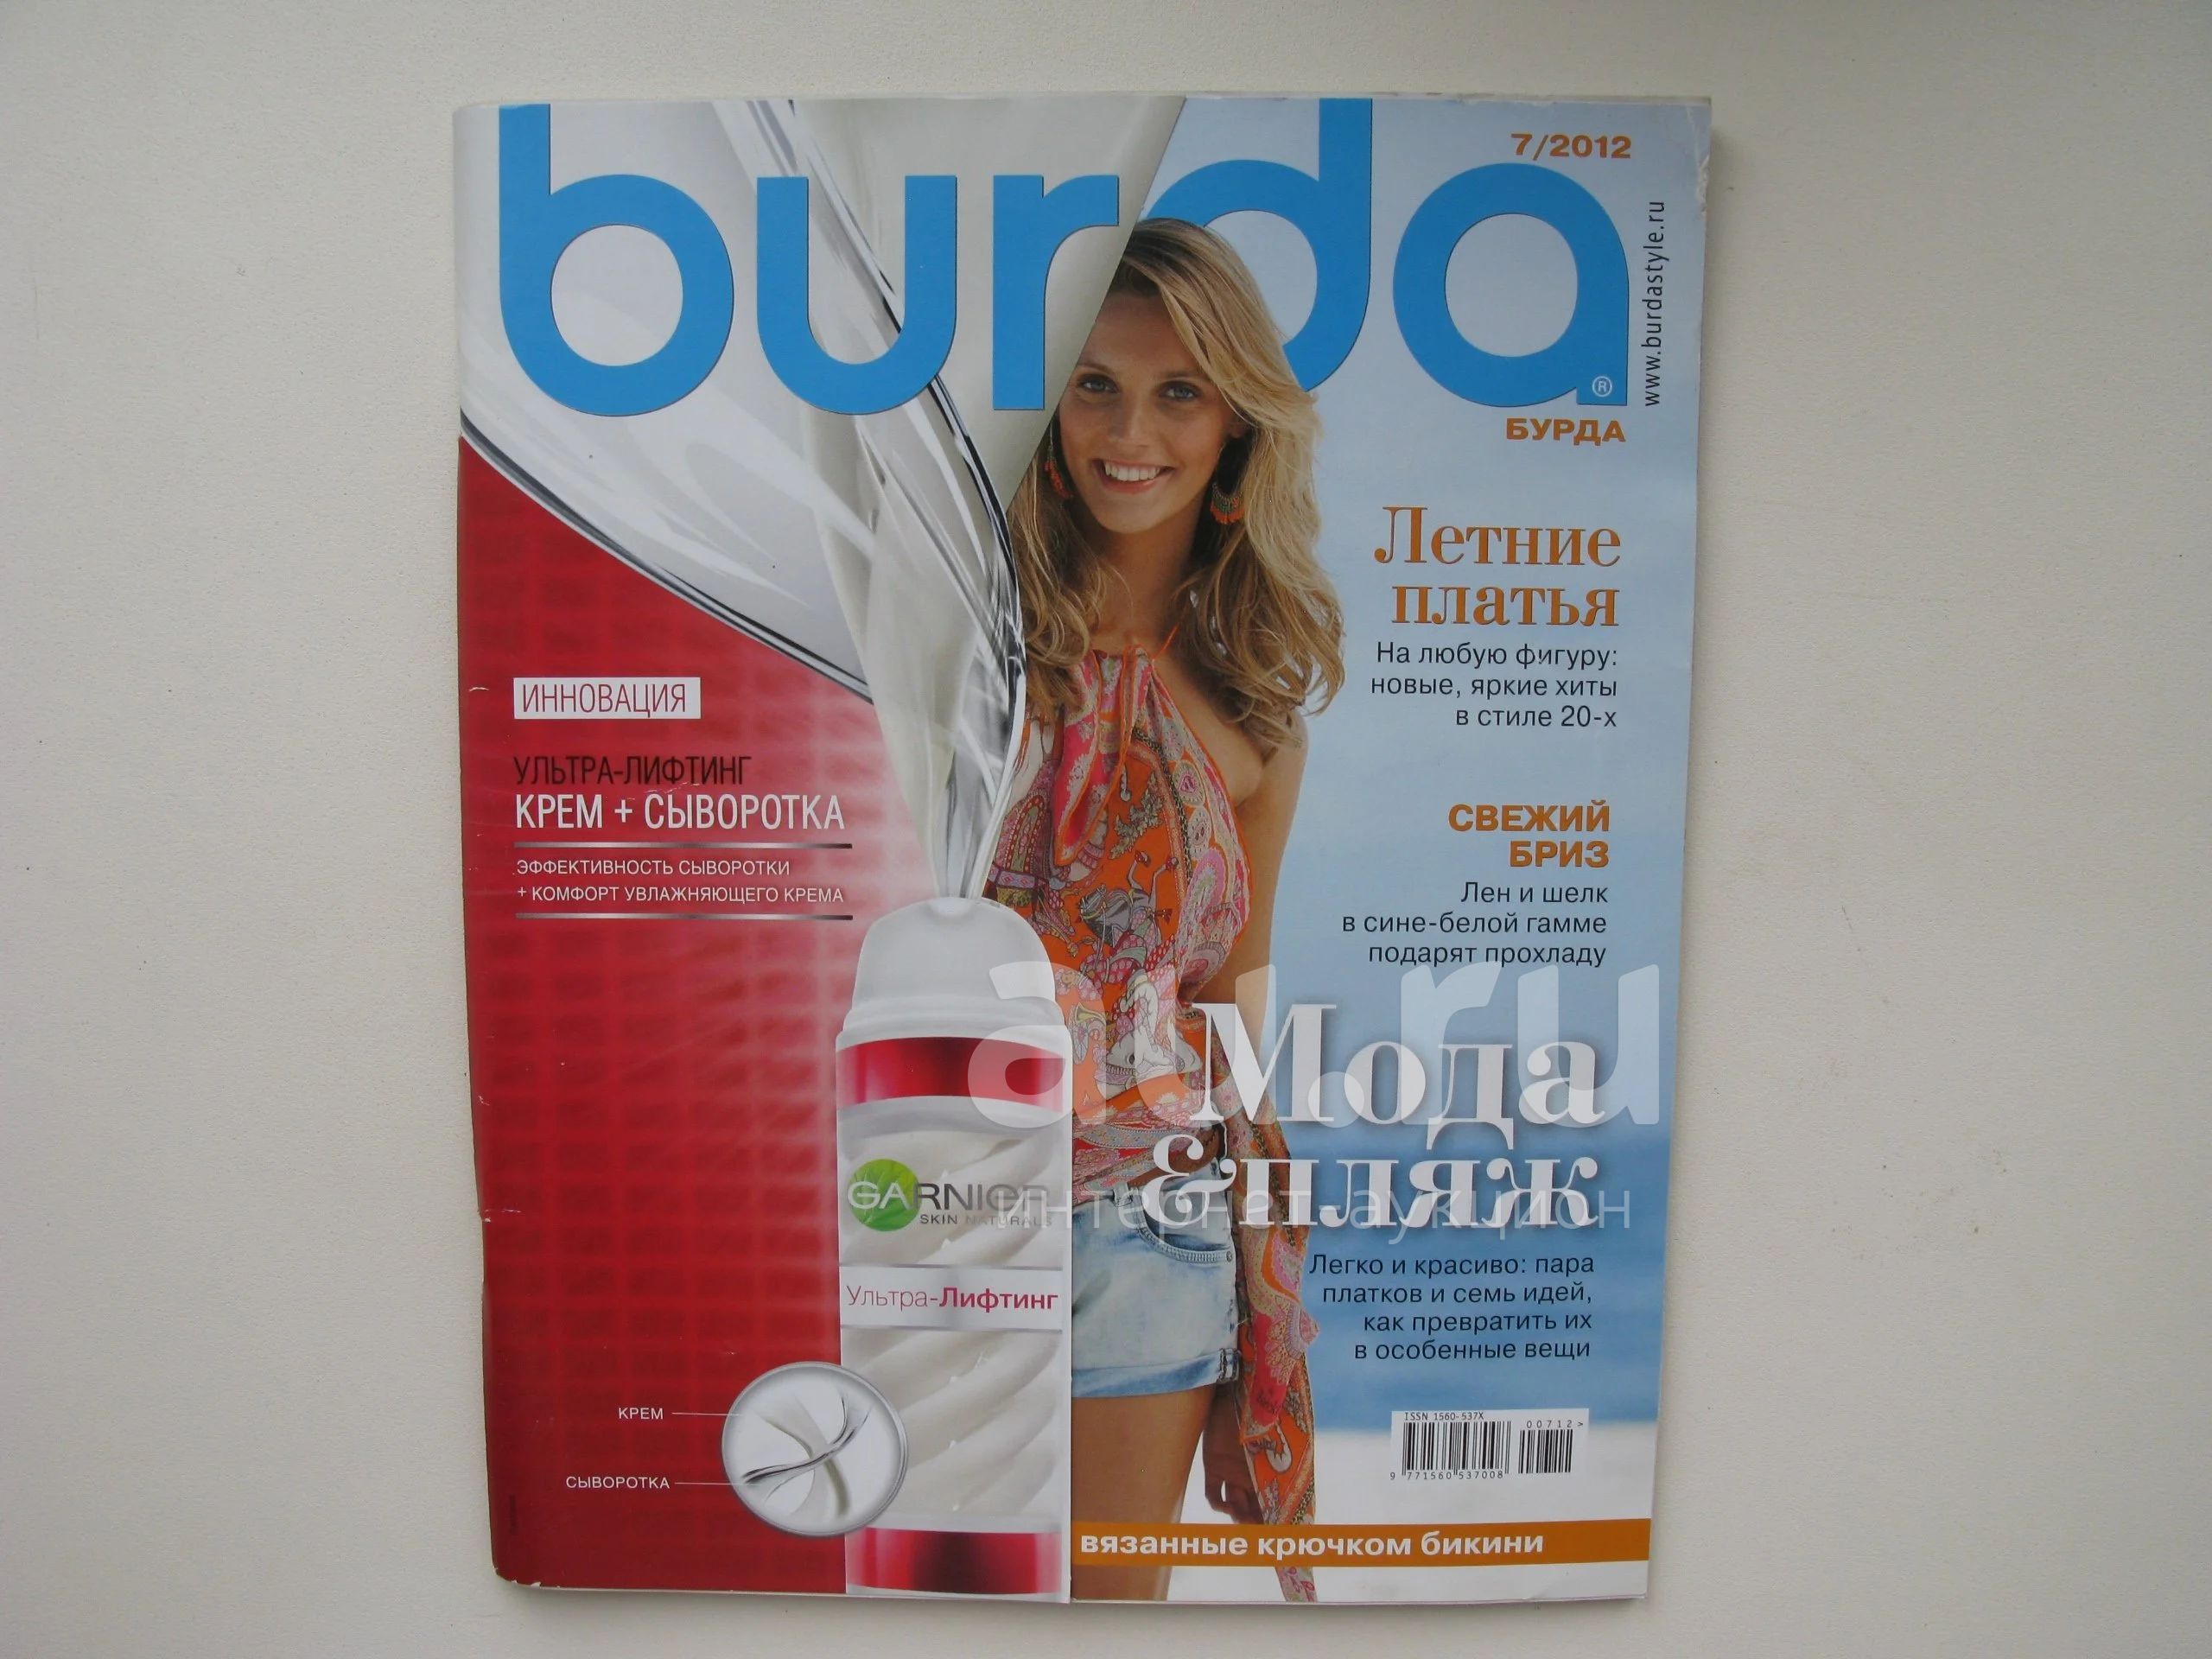 burda
7/2012
www.burdastyle.ru
®
БУРДА
Летние
платья
На любую фигуру:
новые, яркие хиты
в стиле 20-х
ИННОВАЦИЯ
УЛЬТРА-ЛИФТИНГ
КРЕМ + СЫВОРОТКА
ЭФФЕКТИВНОСТЬ СЫВОРОТКИ
+ КОМФОРТ УВЛАЖНЯЮЩЕГО КРЕМА
СВЕЖИЙ
БРИЗ
Лен и шелк
в сине-белой гамме
подарят прохладу
au.ru
интернет-аукцион
Мода
&пляж
GARNIER
SKIN NATURALS
Ультра-Лифтинг
Легко и красиво: пара
платков и семь идей,
как превратить их
в особенные вещи
КРЕМ
СЫВОРОТКА
ISSN 1560-537X
00712>
9 771560 537008
вязанные крючком бикини